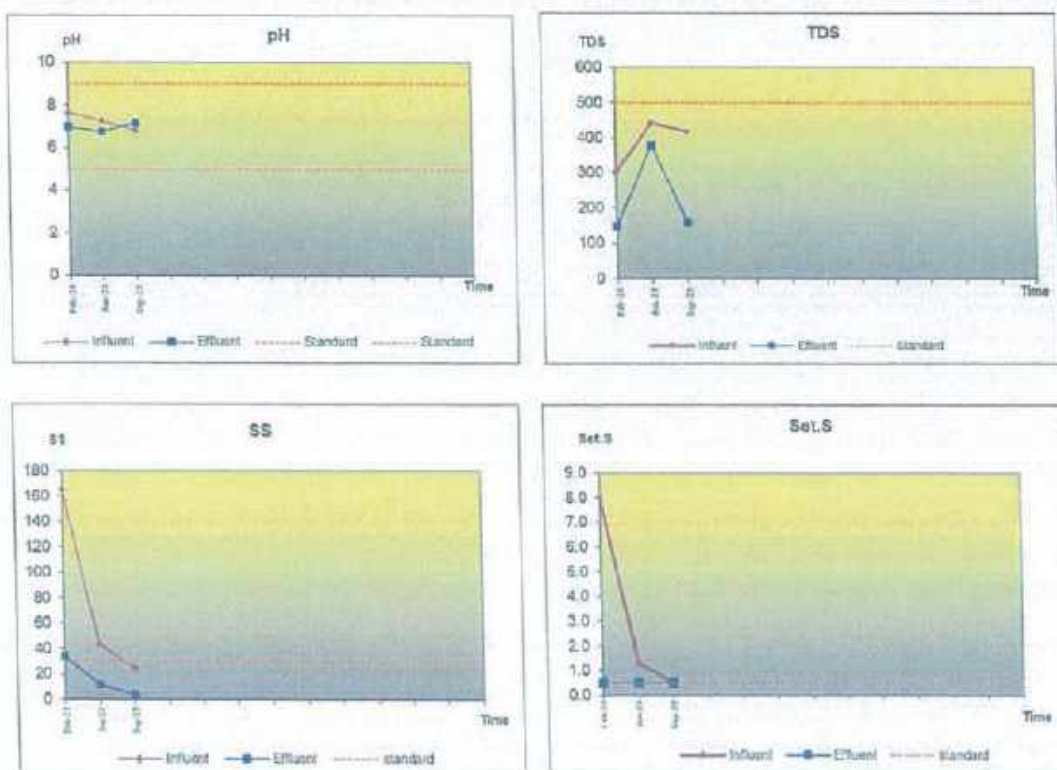 pH
pH
10
8
6
4
2
0
Time
Influent
Effluent
Standard
Standard
TDS
TDS
600
500
400
300
200
100
0
Time
Influent
Effluent
standard
SS
SS
180
160
140
120
100
80
60
40
20
0
Time
Influent
Effluent
standard
Set.S
Set.S
9.0
8.0
7.0
6.0
5.0
4.0
3.0
2.0
1.0
0.0
Time
Influent
Effluent
standard